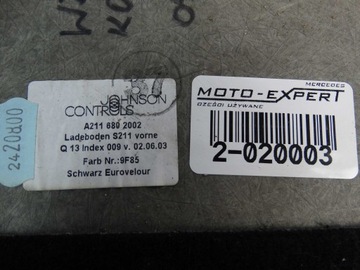 JOHNSON
CONTROLS
A211 680 2002
Ladeboden S211 vorne
Q 13 Index 009 v. 02.06.03
Farb Nr.:9F85
Schwarz Eurovelour
2420800
MERCEDES
MOTO-EXPERT
CZĘŚCI UŻYWANE
2-020003